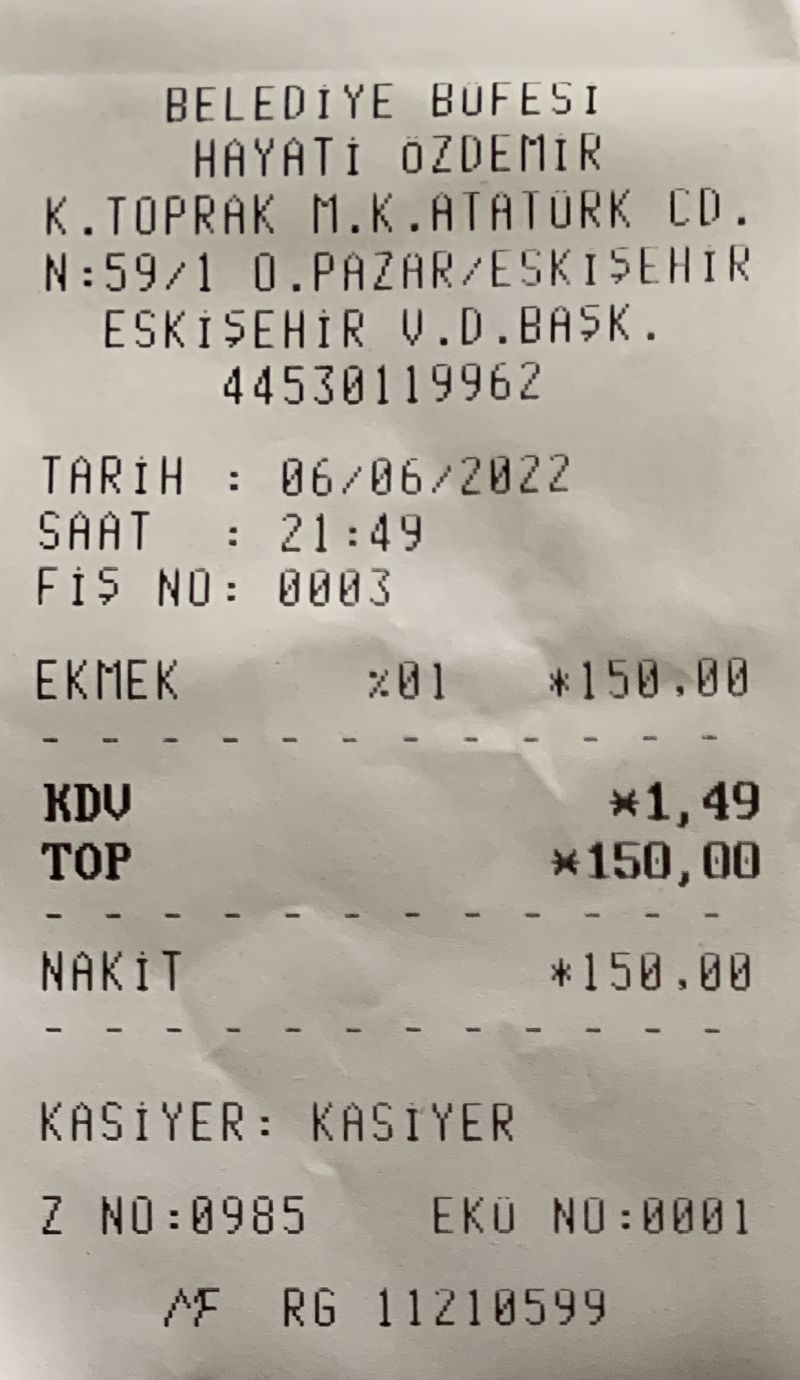 BELEDİYE BÜFESİ
HAYATİ ÖZDEMİR
K.TOPRAK M.K.ATATÜRK CD.
N:59/1 O.PAZAR/ESKİŞEHİR
ESKİŞEHİR V.D.BAŞK.
44530119962
TARİH : 06/06/2022
SAAT : 21:49
FİŞ NO: 0003
EKMEK %01 *150,00
KDV *1,49
TOP *150,00
NAKİT *150,00
KASİYER: KASİYER
Z NO:0985 EKÜ NO:0001
MF RG 11210599